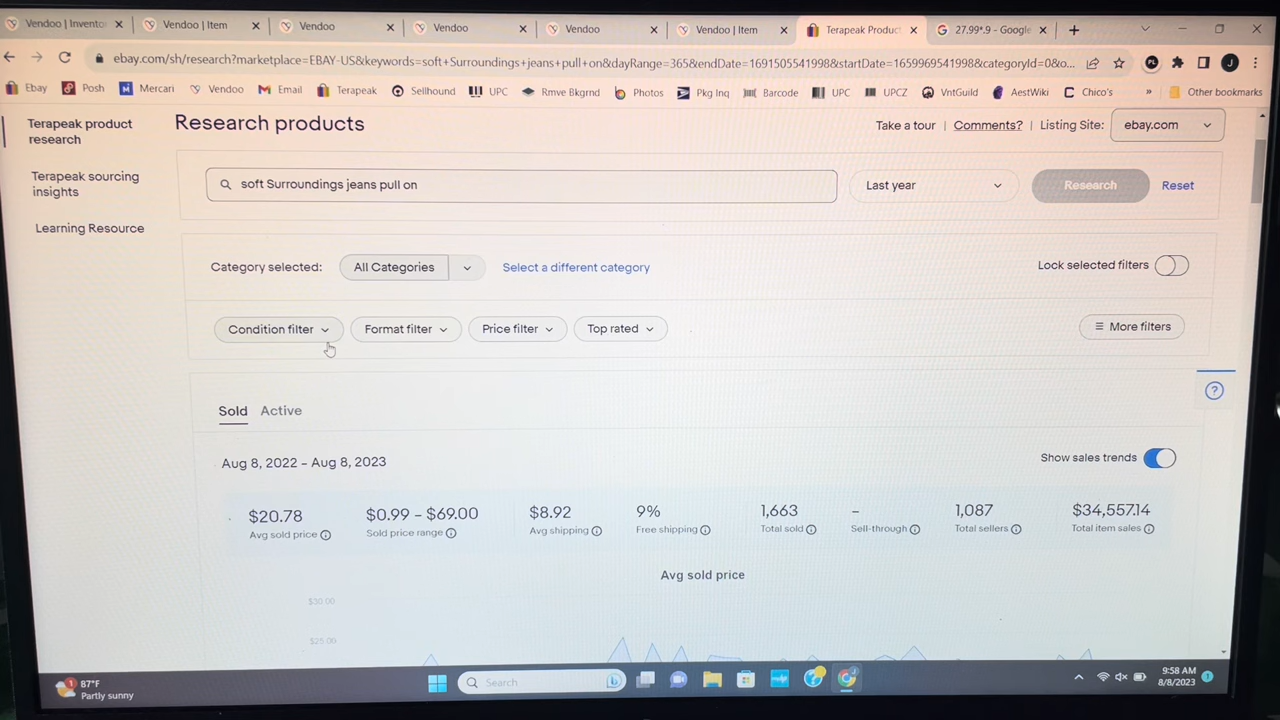 Vendoo | Invento
Vendoo | Item
Vendoo
Vendoo
Vendoo
Vendoo | Item
Terapeak Product
27.99*.9 - Google
ebay.com/sh/research?marketplace=EBAY-US&keywords=soft+Surroundings+jeans+pull+on&dayRange=365&endDate=1691505541998&startDate=1659969541998&categoryId=0&o...
Ebay
Posh
Mercari
Vendoo
Email
Terapeak
Sellhound
UPC
Rmve Bkgrnd
Photos
Pkg Inq
Barcode
UPC
UPCZ
VntGuild
AestWiki
Chico's
»
Other bookmarks
Terapeak product
research
Terapeak sourcing
insights
Learning Resource
Research products
Take a tour | Comments? | Listing Site: ebay.com
soft Surroundings jeans pull on
Last year
Research
Reset
Category selected: All Categories
Select a different category
Lock selected filters
Condition filter
Format filter
Price filter
Top rated
More filters
Sold Active
Aug 8, 2022 – Aug 8, 2023
Show sales trends
$20.78
Avg sold price
$0.99 – $69.00
Sold price range
$8.92
Avg shipping
9%
Free shipping
1,663
Total sold
–
Sell-through
1,087
Total sellers
$34,557.14
Total item sales
Avg sold price
$30.00
$25.00
87°F
Partly sunny
Search
9:58 AM
8/8/2023